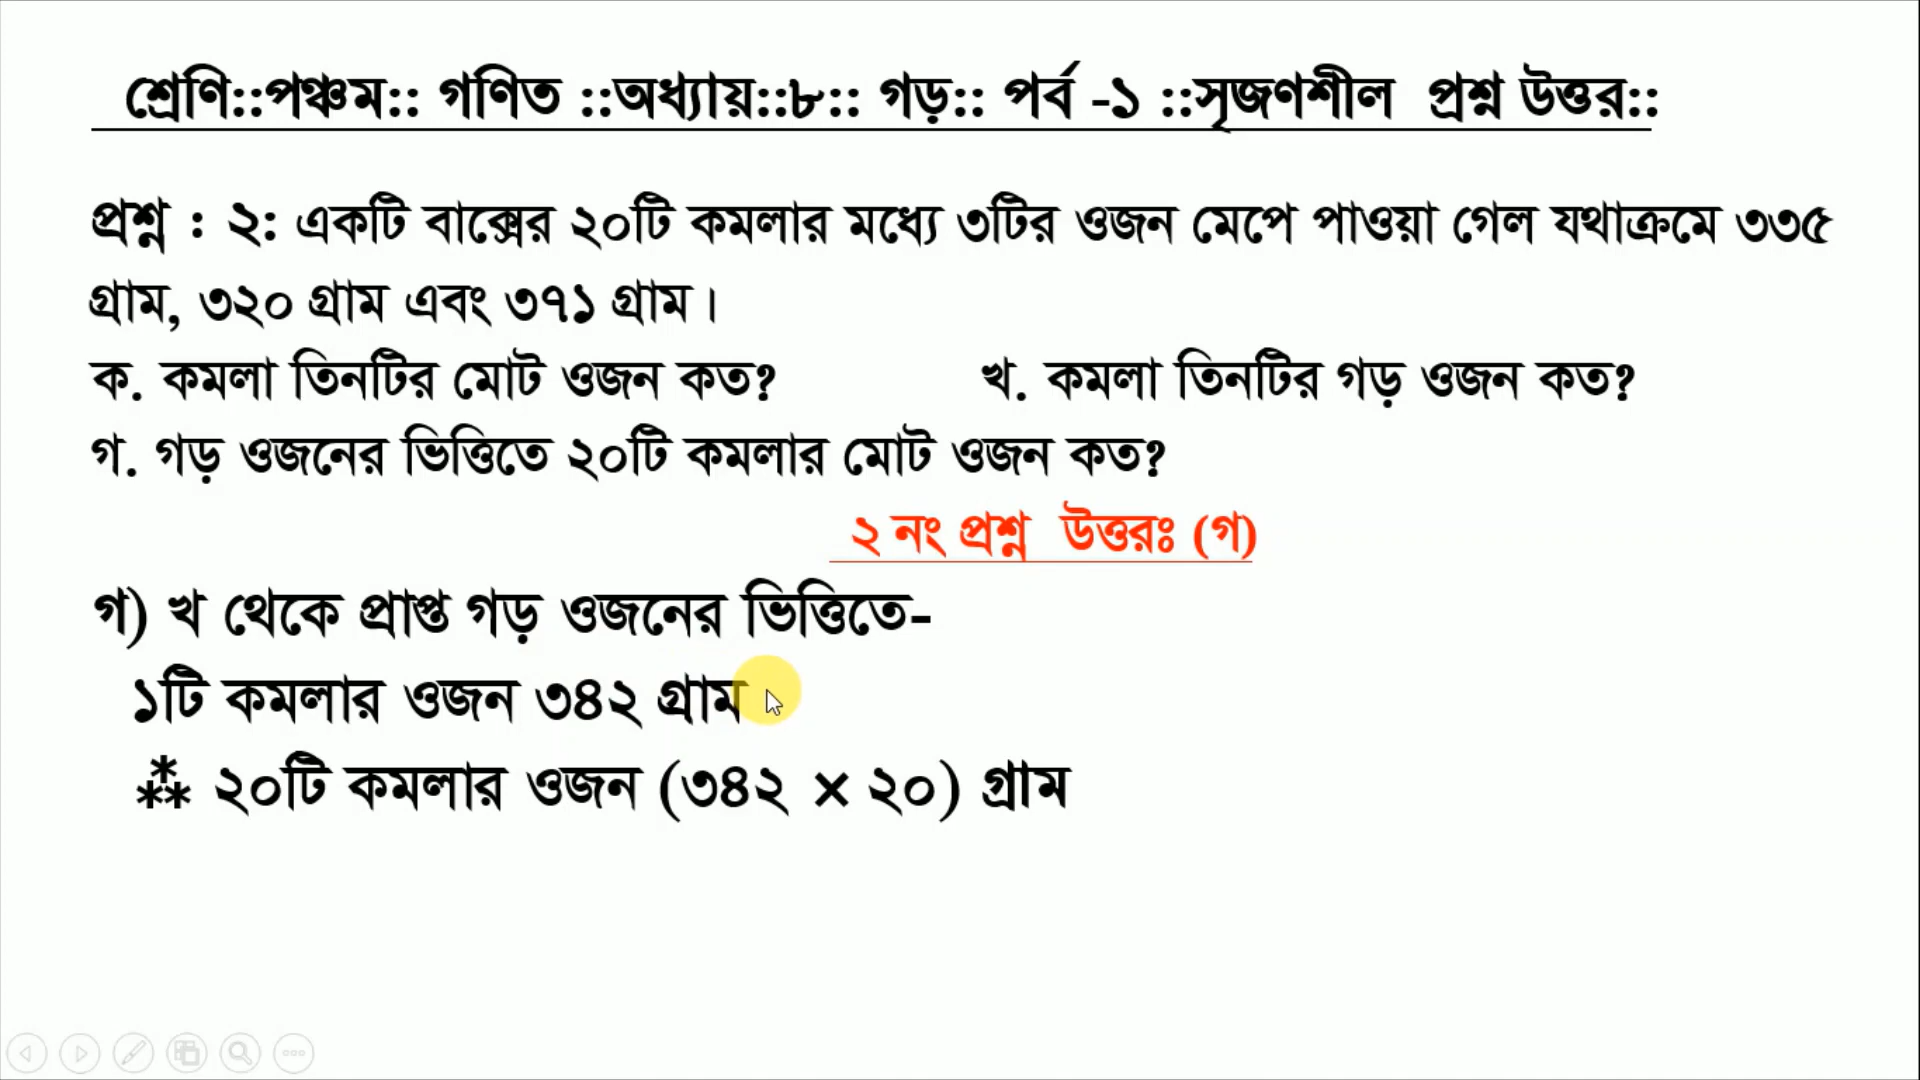 শ্রেণি::পঞ্চম:: গণিত ::অধ্যায়::৮:: গড়:: পর্ব -১ ::সৃজণশীল প্রশ্ন উত্তর::
প্রশ্ন : ২: একটি বাক্সের ২০টি কমলার মধ্যে ৩টির ওজন মেপে পাওয়া গেল যথাক্রমে ৩৩৫
গ্রাম, ৩২০ গ্রাম এবং ৩৭১ গ্রাম।
ক. কমলা তিনটির মোট ওজন কত? খ. কমলা তিনটির গড় ওজন কত?
গ. গড় ওজনের ভিত্তিতে ২০টি কমলার মোট ওজন কত?
২ নং প্রশ্ন উত্তরঃ (গ)
গ) খ থেকে প্রাপ্ত গড় ওজনের ভিত্তিতে-
১টি কমলার ওজন ৩৪২ গ্রাম
⁂ ২০টি কমলার ওজন (৩৪২ × ২০) গ্রাম